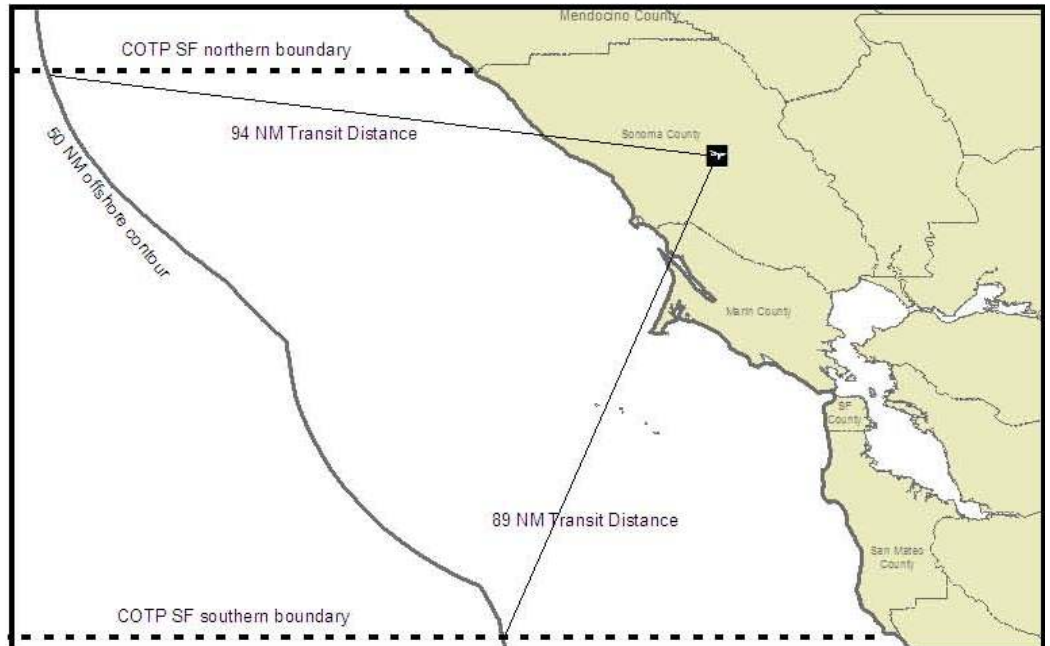 Mendocino County
COTP SF northern boundary
94 NM Transit Distance
Sonoma County
50 NM offshore contour
Marin County
SF
County
89 NM Transit Distance
San Mateo
County
COTP SF southern boundary